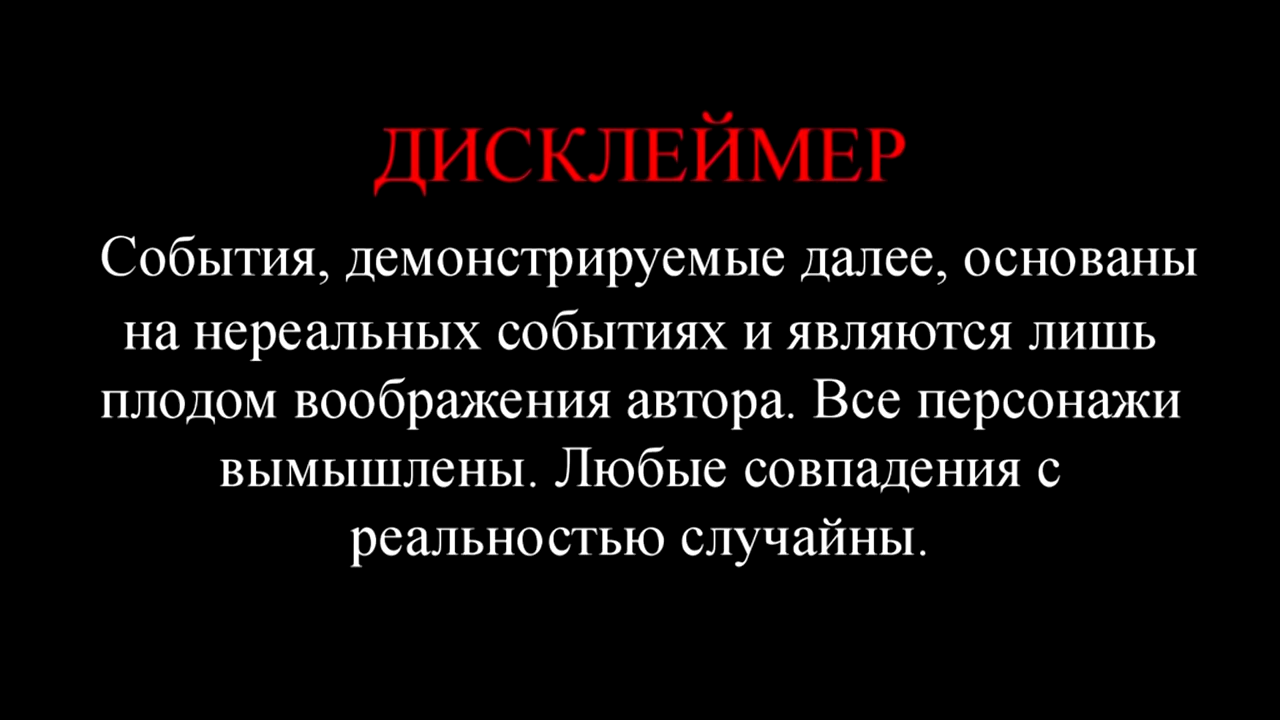 ДИСКЛЕЙМЕР
События, демонстрируемые далее, основаны
на нереальных событиях и являются лишь
плодом воображения автора. Все персонажи
вымышлены. Любые совпадения с
реальностью случайны.